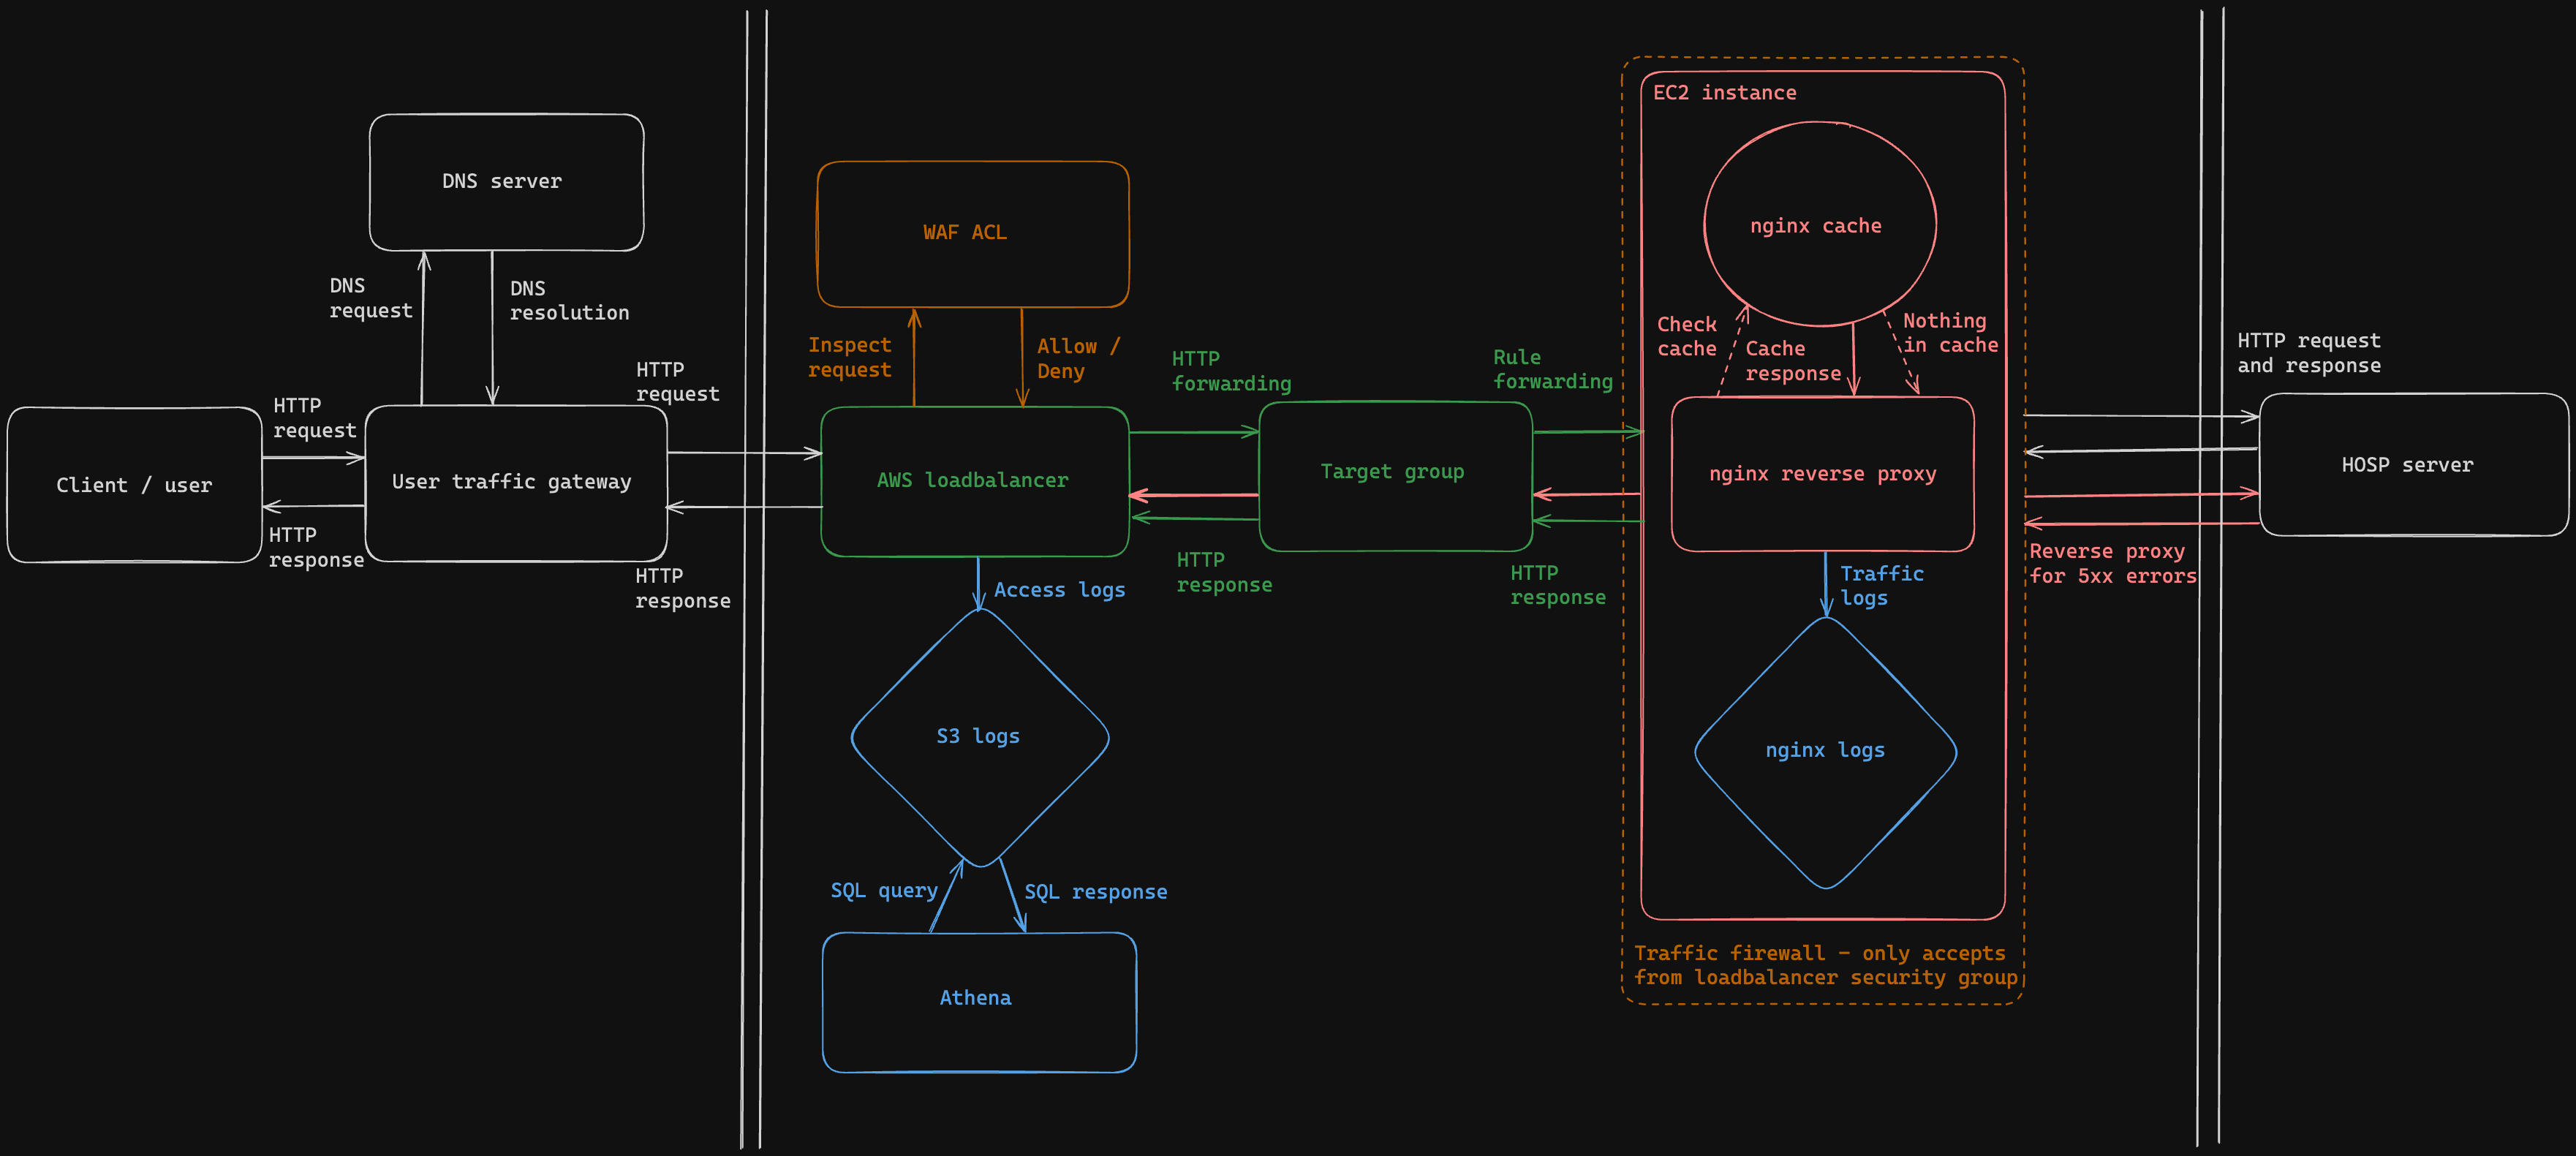 DNS server
DNS
request
DNS
resolution
Client / user
HTTP
request
HTTP
response
User traffic gateway
HTTP
request
HTTP
response
WAF ACL
Inspect
request
Allow /
Deny
AWS loadbalancer
HTTP
forwarding
HTTP
response
Target group
Rule
forwarding
HTTP
response
Access logs
S3 logs
SQL query
SQL response
Athena
EC2 instance
nginx cache
Check
cache
Cache
response
Nothing
in cache
nginx reverse proxy
Traffic
logs
nginx logs
Traffic firewall - only accepts
from loadbalancer security group
Reverse proxy
for 5xx errors
HTTP request
and response
HOSP server